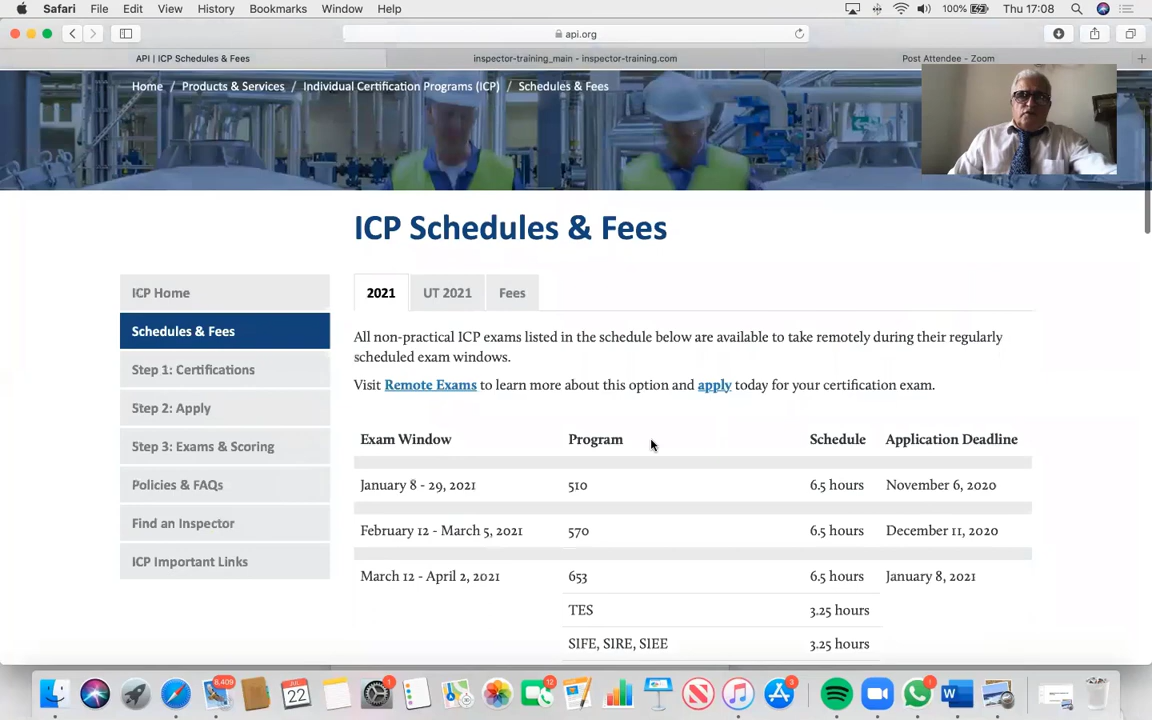 Safari File Edit View History Bookmarks Window Help 100% Thu 17:08
api.org
API | ICP Schedules & Fees inspector-training_main - inspector-training.com Post Attendee - Zoom
Home Products & Services Individual Certification Programs (ICP) Schedules & Fees
ICP Schedules & Fees
ICP Home
Schedules & Fees
Step 1: Certifications
Step 2: Apply
Step 3: Exams & Scoring
Policies & FAQs
Find an Inspector
ICP Important Links
2021 UT 2021 Fees
All non-practical ICP exams listed in the schedule below are available to take remotely during their regularly
scheduled exam windows.
Visit Remote Exams to learn more about this option and apply today for your certification exam.
Exam Window Program Schedule Application Deadline
January 8 - 29, 2021 510 6.5 hours November 6, 2020
February 12 - March 5, 2021 570 6.5 hours December 11, 2020
March 12 - April 2, 2021 653 6.5 hours January 8, 2021
TES 3.25 hours
SIFE, SIRE, SIEE 3.25 hours
6,409 22 1 12 3 1 W